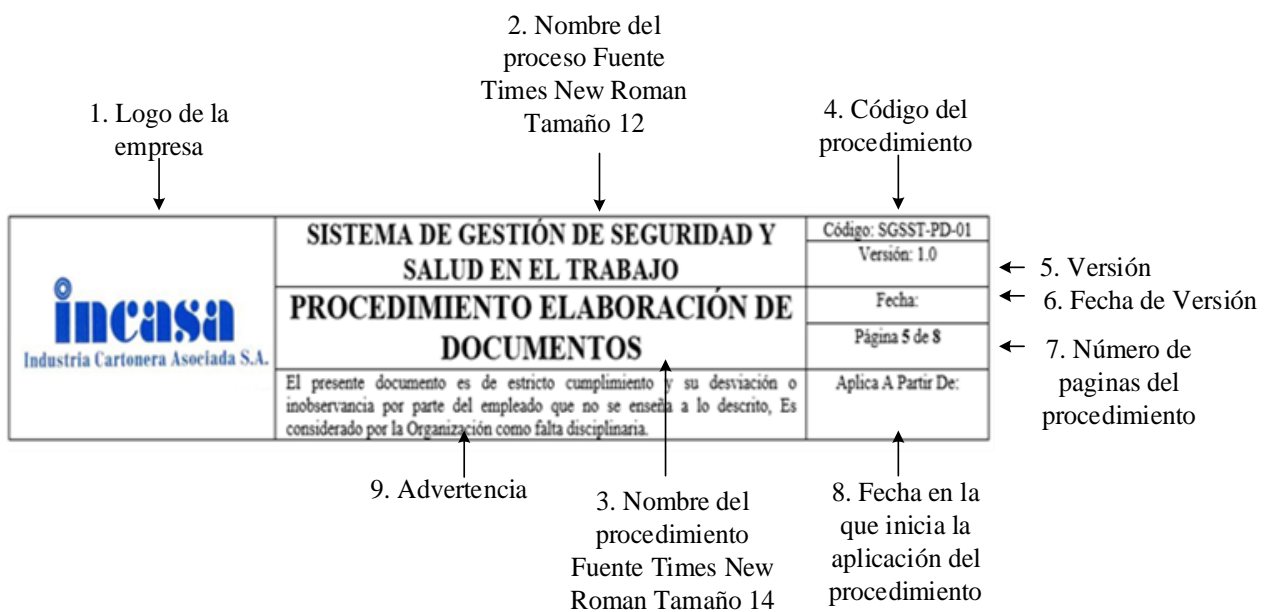 2. Nombre del
proceso Fuente
Times New Roman
Tamaño 12
1. Logo de la
empresa
4. Código del
procedimiento
incasa
Industria Cartonera Asociada S.A.
SISTEMA DE GESTIÓN DE SEGURIDAD Y
SALUD EN EL TRABAJO
PROCEDIMIENTO ELABORACIÓN DE
DOCUMENTOS
El presente documento es de estricto cumplimiento y su desviación o
inobservancia por parte del empleado que no se enseña a lo descrito, Es
considerado por la Organización como falta disciplinaria.
Código: SGSST-PD-01
Versión: 1.0
Fecha:
Página 5 de 8
Aplica A Partir De:
5. Versión
6. Fecha de Versión
7. Número de
paginas del
procedimiento
9. Advertencia
3. Nombre del
procedimiento
Fuente Times New
Roman Tamaño 14
8. Fecha en la
que inicia la
aplicación del
procedimiento